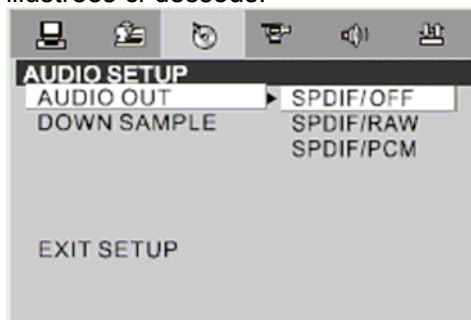 AUDIO SETUP
AUDIO OUT SPDIF/OFF
DOWN SAMPLE SPDIF/RAW
SPDIF/PCM
EXIT SETUP